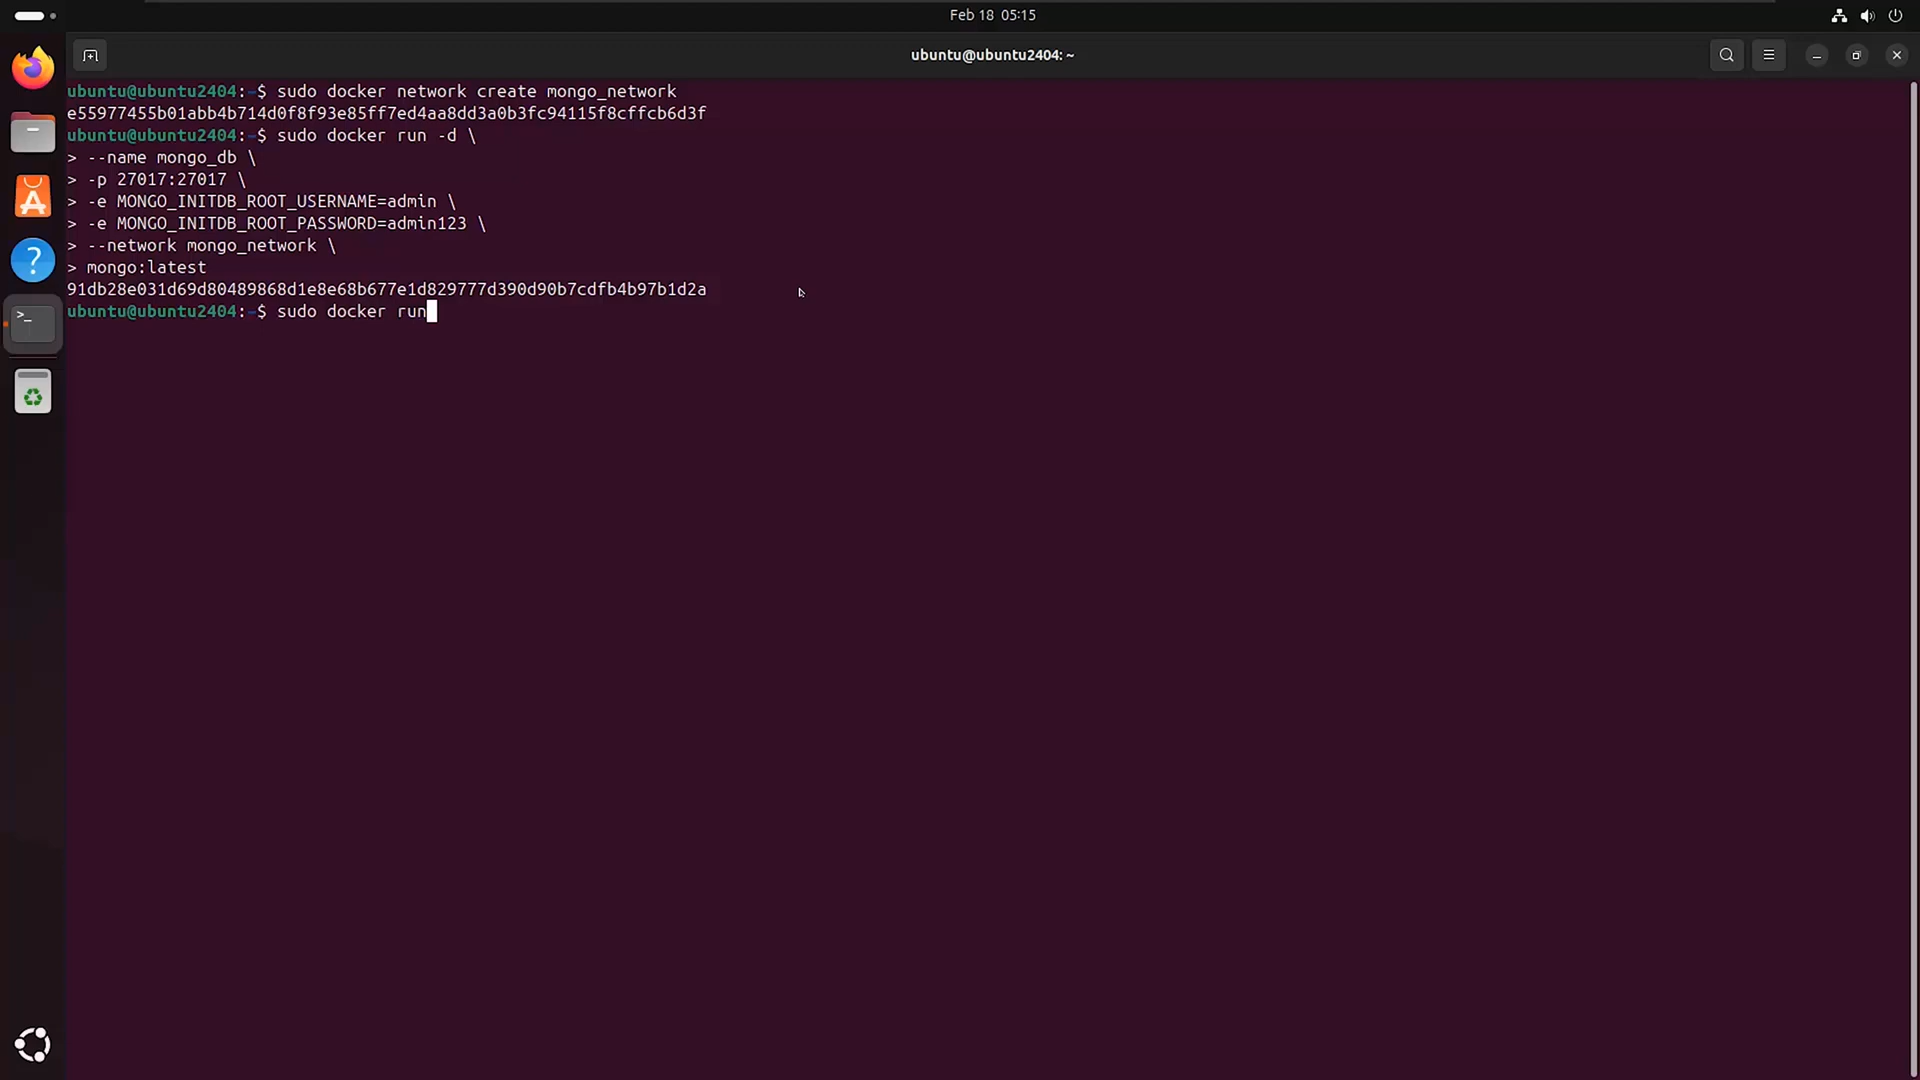 Feb 18 05:15
ubuntu@ubuntu2404: ~
ubuntu@ubuntu2404:~$ sudo docker network create mongo_network
e55977455b01abb4b714d0f8f93e85ff7ed4aa8dd3a0b3fc94115f8cffcb6d3f
ubuntu@ubuntu2404:~$ sudo docker run -d \
> --name mongo_db \
> -p 27017:27017 \
> -e MONGO_INITDB_ROOT_USERNAME=admin \
> -e MONGO_INITDB_ROOT_PASSWORD=admin123 \
> --network mongo_network \
> mongo:latest
91db28e031d69d80489868d1e8e68b677e1d829777d390d90b7cdfb4b97b1d2a
ubuntu@ubuntu2404:~$ sudo docker run